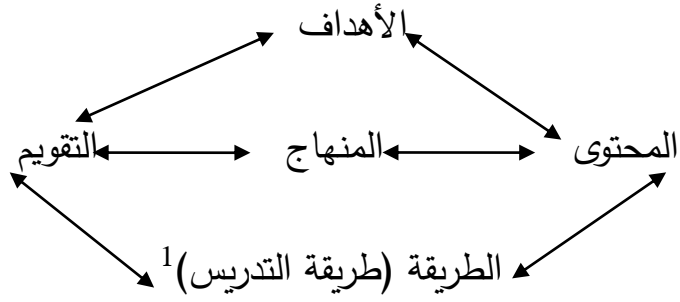 الأهداف
المحتوى المنهاج التقويم
الطريقة (طريقة التدريس)1